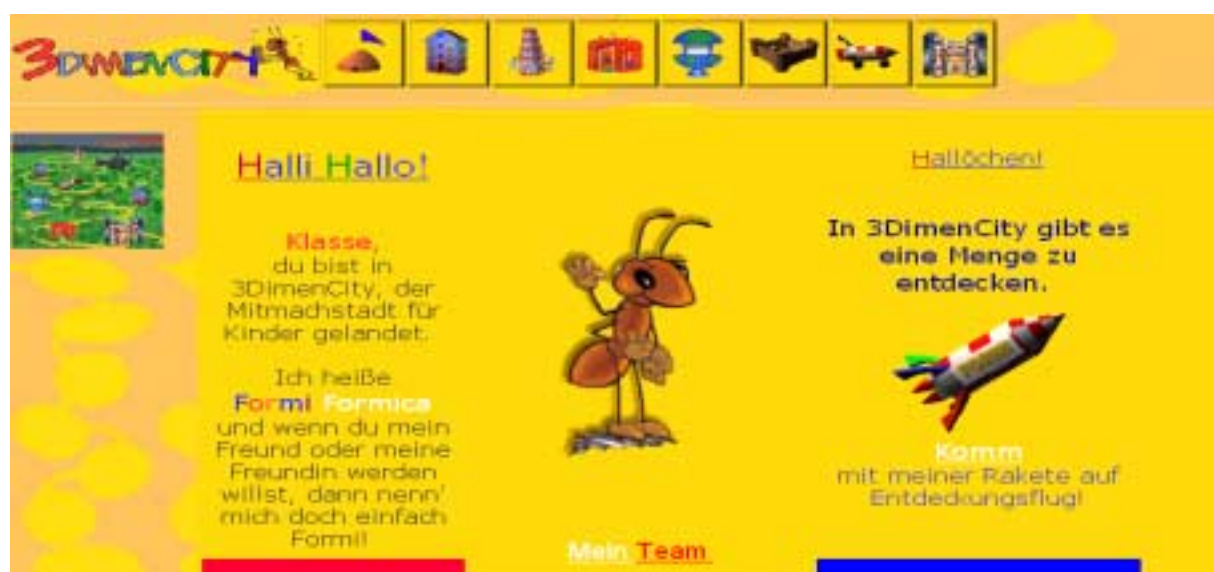 3DIMENCITY
Halli Hallo!
Klasse,
du bist in
3DimenCity, der
Mitmachstadt für
Kinder gelandet.
Ich heiße
Formi Formica
und wenn du mein
Freund oder meine
Freundin werden
willst, dann nenn'
mich doch einfach
Formi!
Mein Team
Hallöchen!
In 3DimenCity gibt es
eine Menge zu
entdecken.
Komm
mit meiner Rakete auf
Entdeckungsflug!